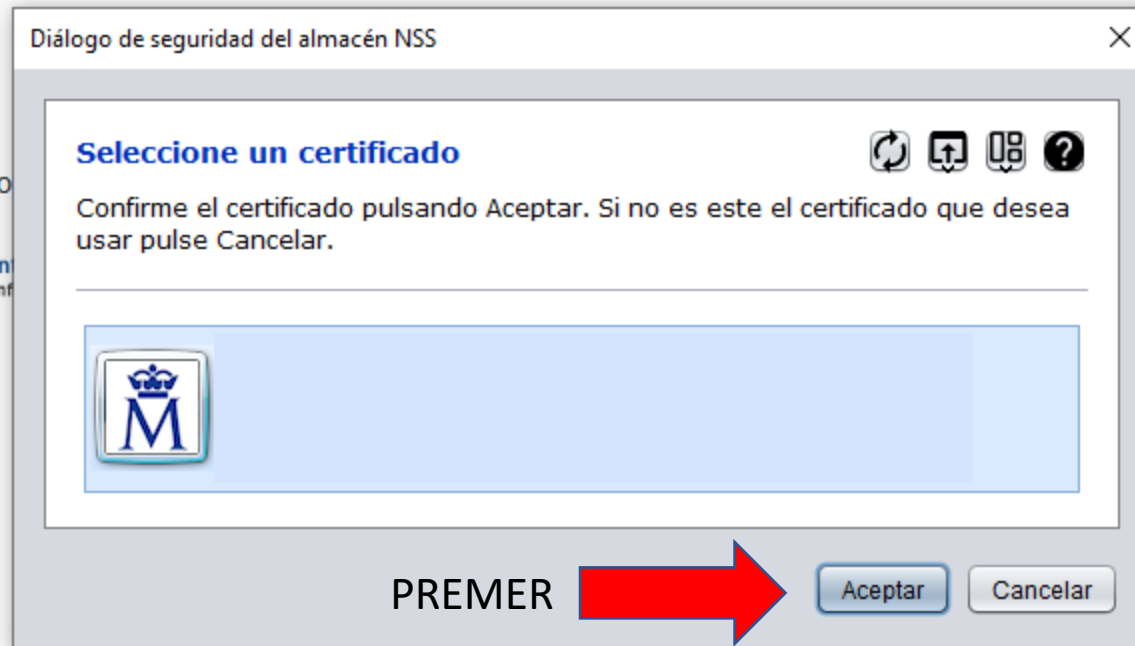 Diálogo de seguridad del almacén NSS
Seleccione un certificado
Confirme el certificado pulsando Aceptar. Si no es este el certificado que desea
usar pulse Cancelar.
M
PREMER
Aceptar
Cancelar